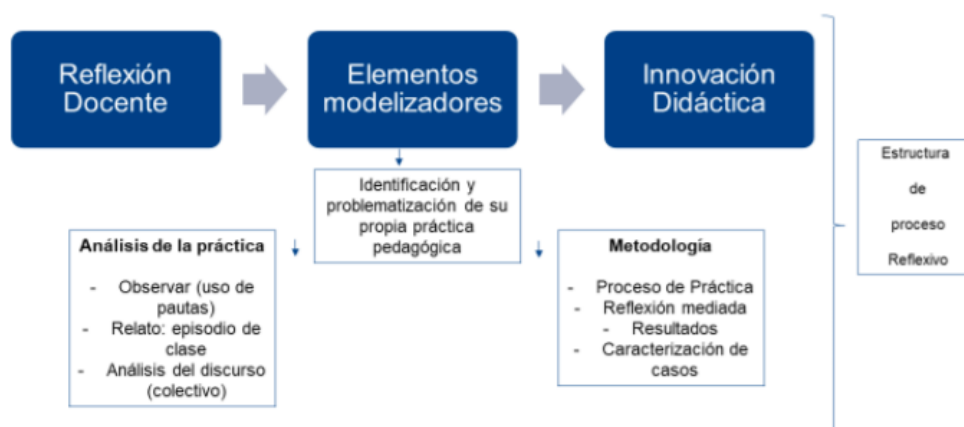 Reflexión
Docente
Elementos
modelizadores
Innovación
Didáctica
Identificación y
problematización de su
propia práctica
pedagógica
Análisis de la práctica
- Observar (uso de
pautas)
- Relato: episodio de
clase
- Análisis del discurso
(colectivo)
Metodología
- Proceso de Práctica
- Reflexión mediada
- Resultados
- Caracterización de
casos
Estructura
de
proceso
Reflexivo